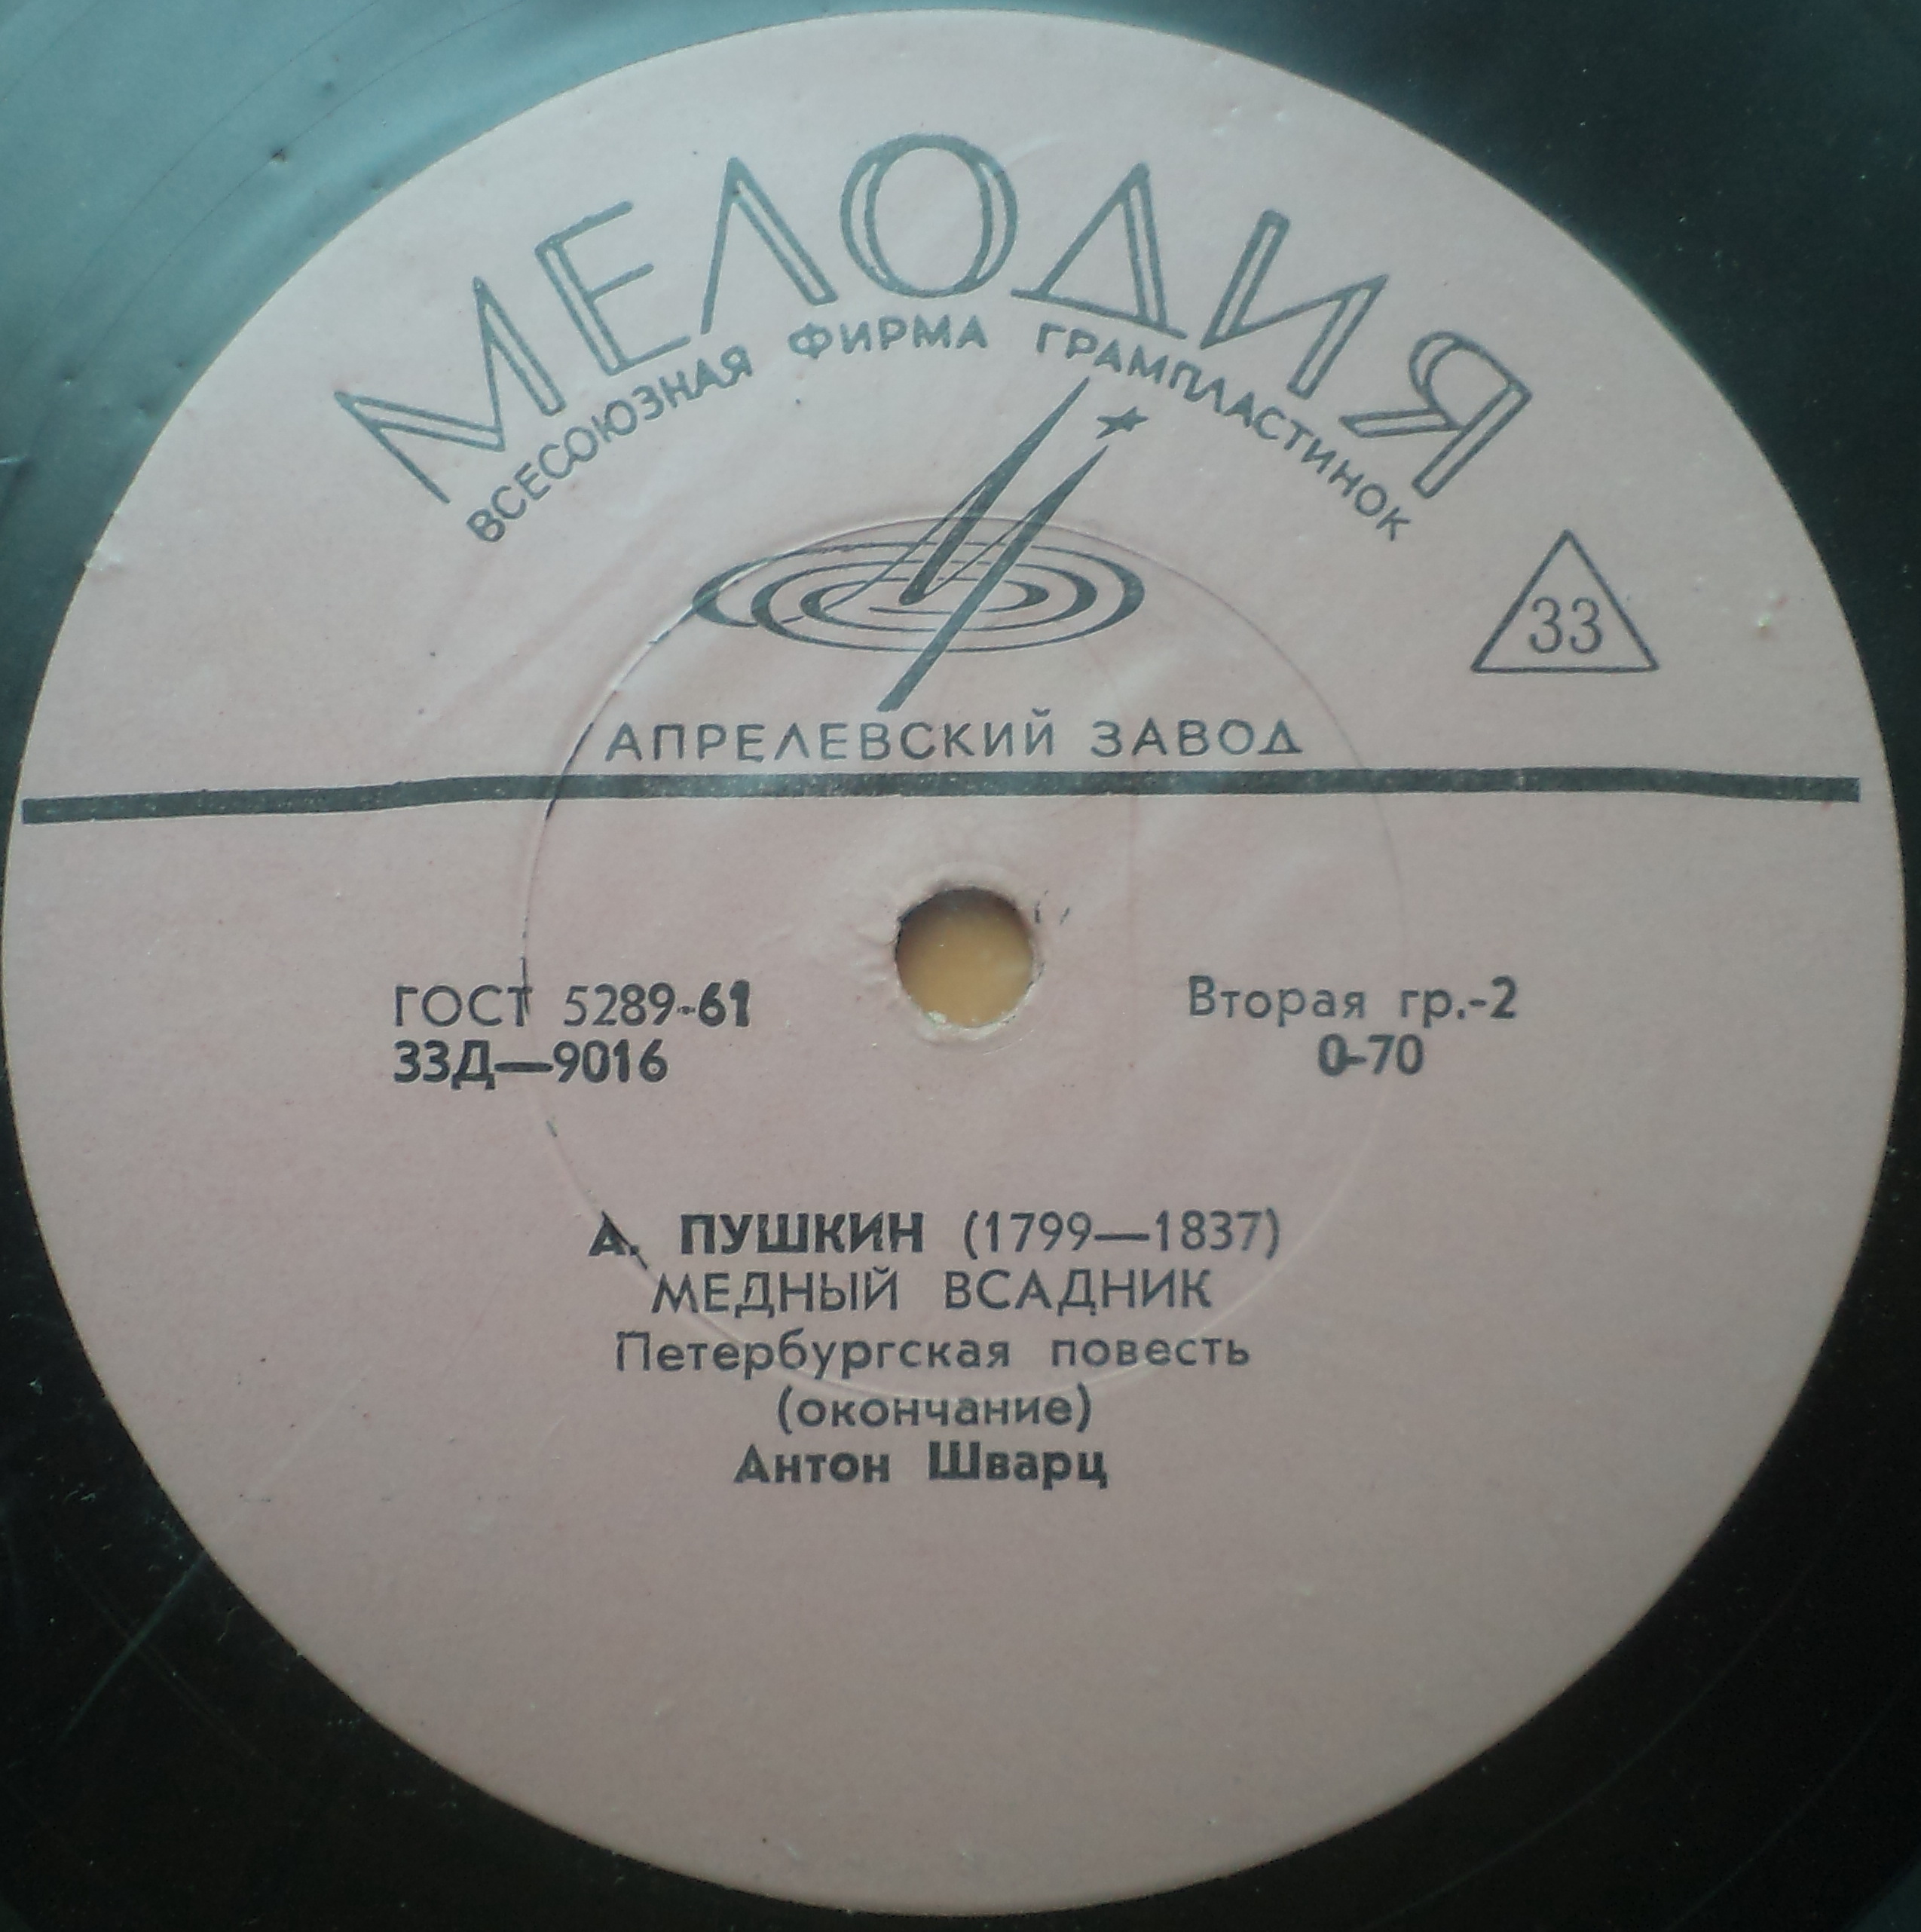 МЕЛОДИЯ
ВСЕСОЮЗНАЯ ФИРМА ГРАМПЛАСТИНОК
33
АПРЕЛЕВСКИЙ ЗАВОД
ГОСТ 5289-61
33Д—9016
Вторая гр.-2
0-70
А. ПУШКИН (1799—1837)
МЕДНЫЙ ВСАДНИК
Петербургская повесть
(окончание)
Антон Шварц